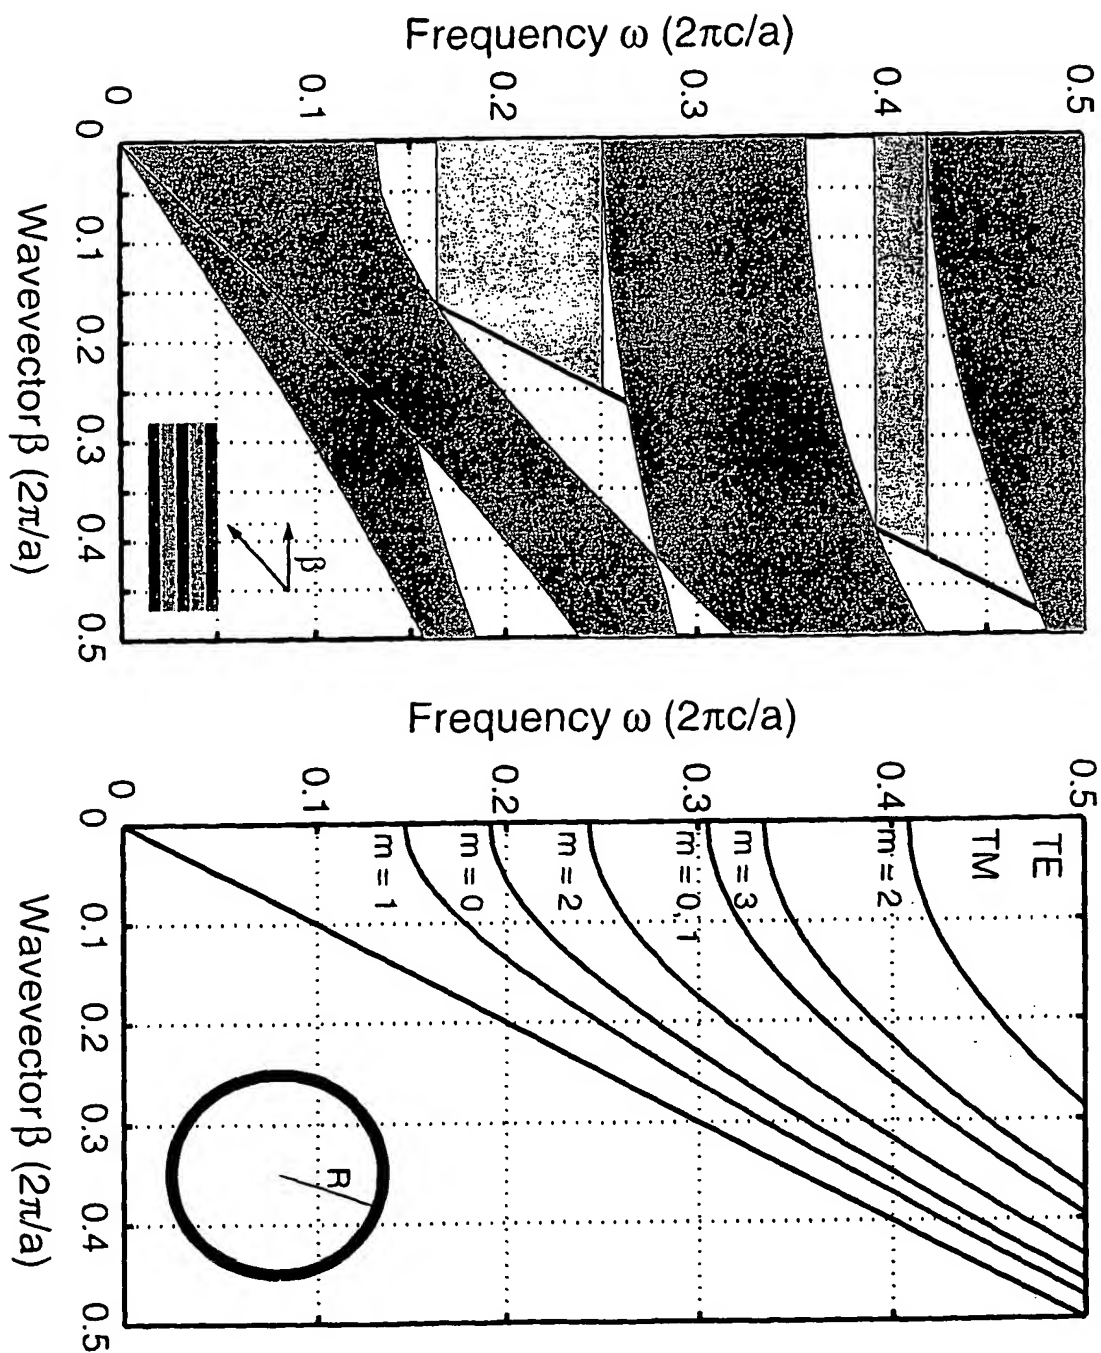 Frequency ω (2πc/a)
0.5
0.4
0.3
0.2
0.1
0
0
0.1
0.2
0.3
0.4
0.5
Wavevector β (2π/a)
β
Frequency ω (2πc/a)
0.5
0.4
0.3
0.2
0.1
0
0
0.1
0.2
0.3
0.4
0.5
Wavevector β (2π/a)
TE
TM
m = 2
m = 3
m = 0,1
m = 2
m = 0
m = 1
R